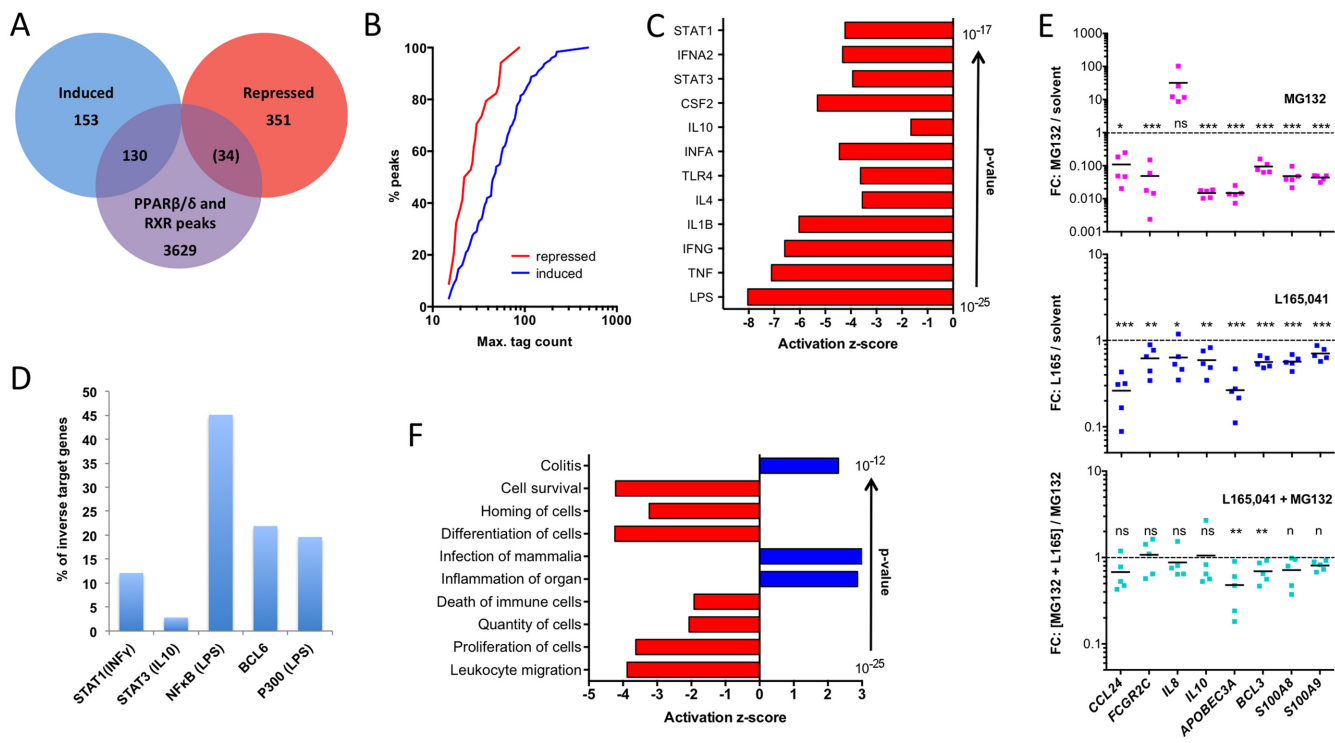 A
Induced
153
Repressed
351
130
(34)
PPARβ/δ and
RXR peaks
3629
B
% peaks
100
80
60
40
20
0
repressed
induced
10
100
1000
Max. tag count
C
STAT1
IFNA2
STAT3
CSF2
IL10
INFA
TLR4
IL4
IL1B
IFNG
TNF
LPS
10-17
p-value
10-25
-8
-7
-6
-5
-4
-3
-2
-1
0
Activation z-score
D
% of inverse target genes
50
45
40
35
30
25
20
15
10
5
0
STAT1(INFγ)
STAT3 (IL10)
NFκB (LPS)
BCL6
P300 (LPS)
F
Colitis
Cell survival
Homing of cells
Differentiation of cells
Infection of mammalia
Inflammation of organ
Death of immune cells
Quantity of cells
Proliferation of cells
Leukocyte migration
10-12
p-value
10-25
-5
-4
-3
-2
-1
0
1
2
3
Activation z-score
E
FC: MG132 / solvent
1000
100
10
1
0.100
0.010
0.001
MG132
* *** ns *** *** *** *** ***
FC: L165 / solvent
10
1
0.1
L165,041
*** ** * ** *** *** *** ***
FC: [MG132 + L165] / MG132
10
1
0.1
L165,041 + MG132
ns ns ns ns ** ** n n
CCL24
FCGR2C
IL8
IL10
APOBEC3A
BCL3
S100A8
S100A9